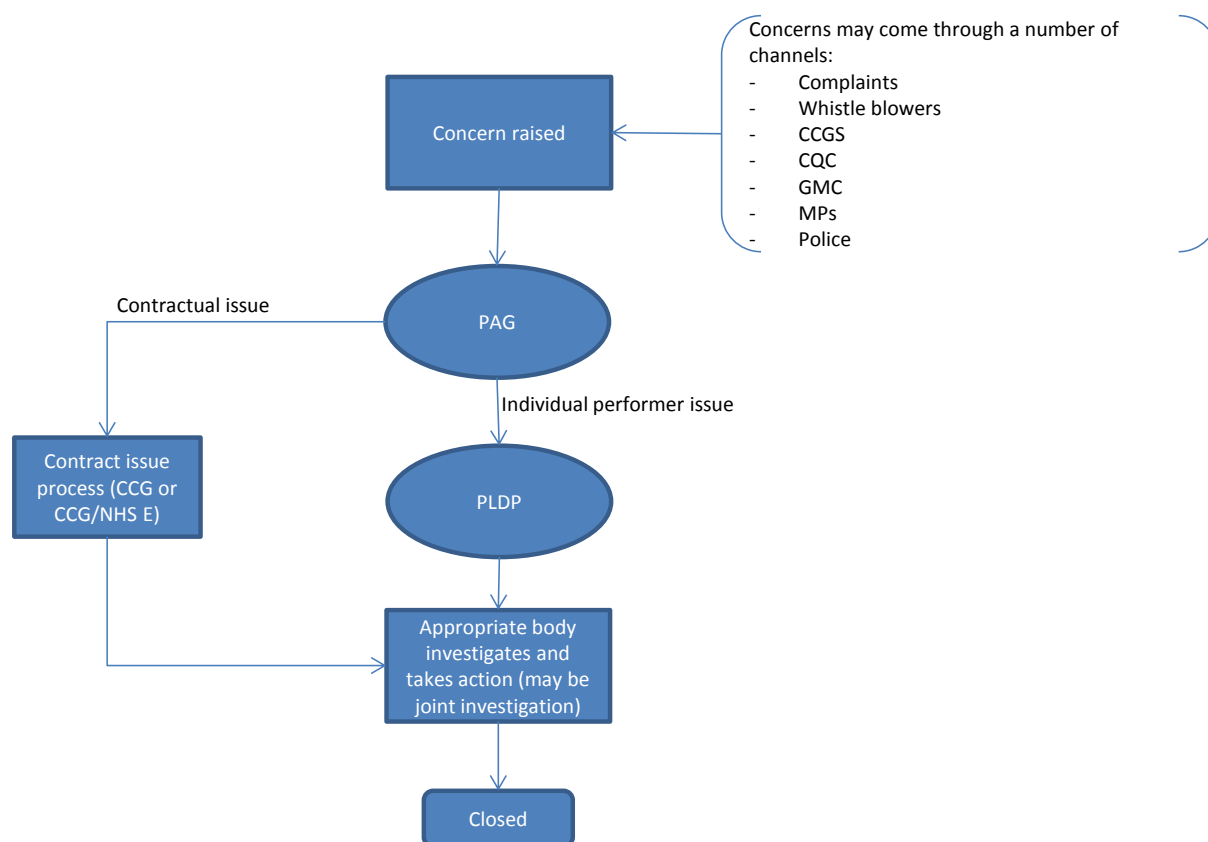 Concerns may come through a number of
channels:
- Complaints
- Whistle blowers
- CCGS
- CQC
- GMC
- MPs
- Police
Concern raised
PAG
Contractual issue
Individual performer issue
Contract issue
process (CCG or
CCG/NHS E)
PLDP
Appropriate body
investigates and
takes action (may be
joint investigation)
Closed